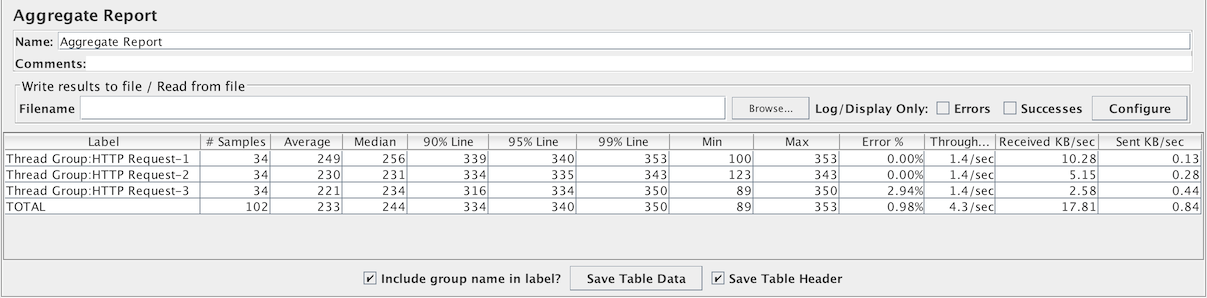 Aggregate Report
Name: Aggregate Report
Comments:
Write results to file / Read from file
Filename Browse... Log/Display Only: Errors Successes Configure
Label # Samples Average Median 90% Line 95% Line 99% Line Min Max Error % Through... Received KB/sec Sent KB/sec
Thread Group:HTTP Request-1 34 249 256 339 340 353 100 353 0.00% 1.4/sec 10.28 0.13
Thread Group:HTTP Request-2 34 230 231 334 335 343 123 343 0.00% 1.4/sec 5.15 0.28
Thread Group:HTTP Request-3 34 221 234 316 334 350 89 350 2.94% 1.4/sec 2.58 0.44
TOTAL 102 233 244 334 340 350 89 353 0.98% 4.3/sec 17.81 0.84
Include group name in label? Save Table Data Save Table Header